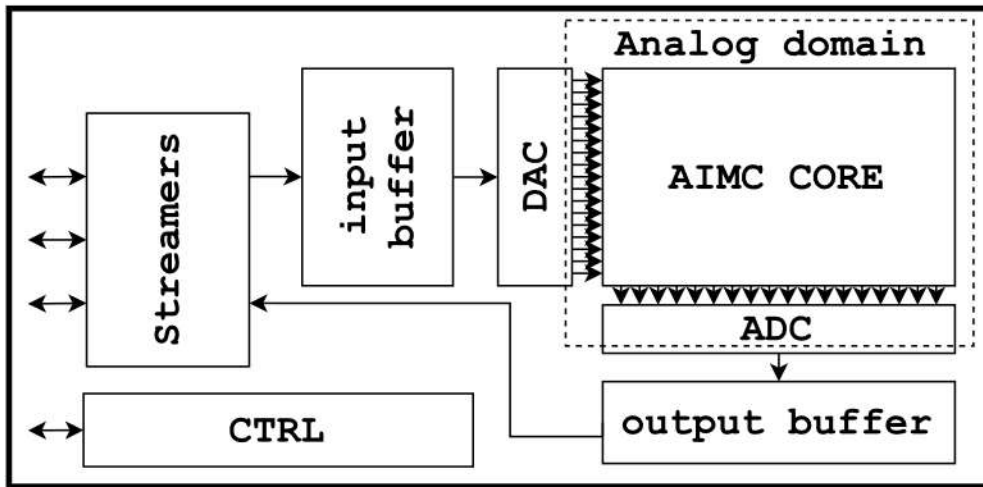 Analog domain
Streamers
input
buffer
DAC
AIMC CORE
ADC
output buffer
CTRL